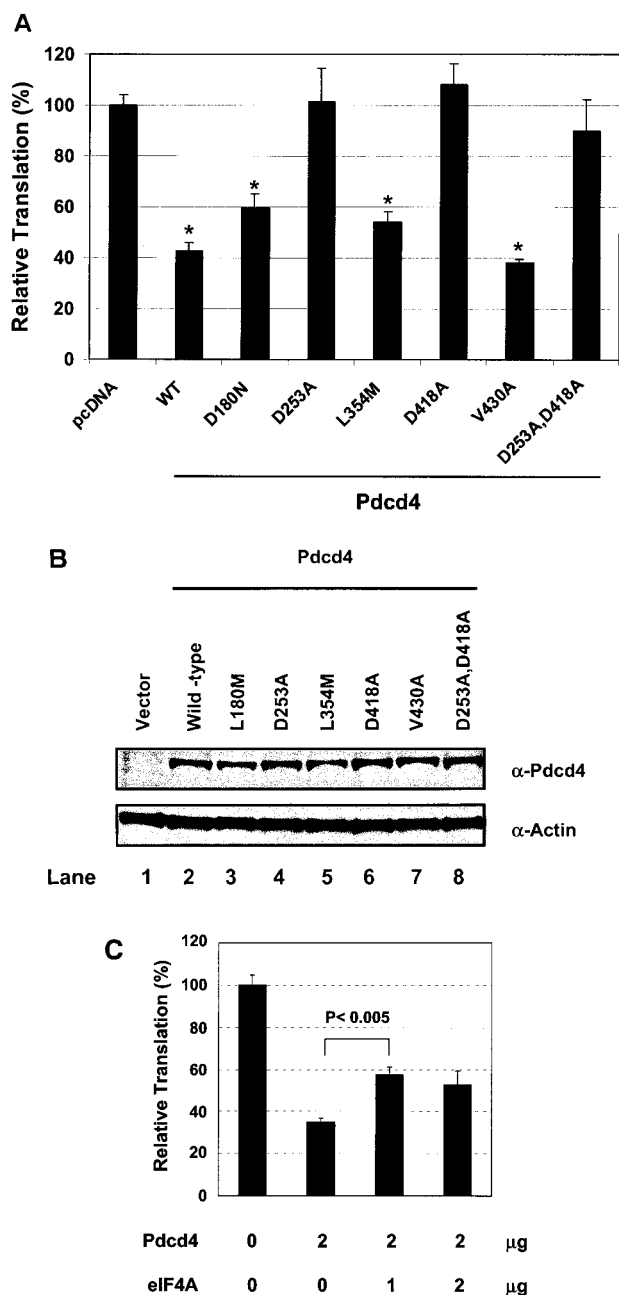 A
Relative Translation (%)
120
100
80
60
40
20
0
*
*
*
*
pcDNA
WT
D180N
D253A
L354M
D418A
V430A
D253A,D418A
Pdcd4
B
Pdcd4
Vector
Wild -type
L180M
D253A
L354M
D418A
V430A
D253A,D418A
α-Pdcd4
α-Actin
Lane 1 2 3 4 5 6 7 8
C
Relative Translation (%)
120
100
80
60
40
20
0
P< 0.005
Pdcd4 0 2 2 2 μg
eIF4A 0 0 1 2 μg